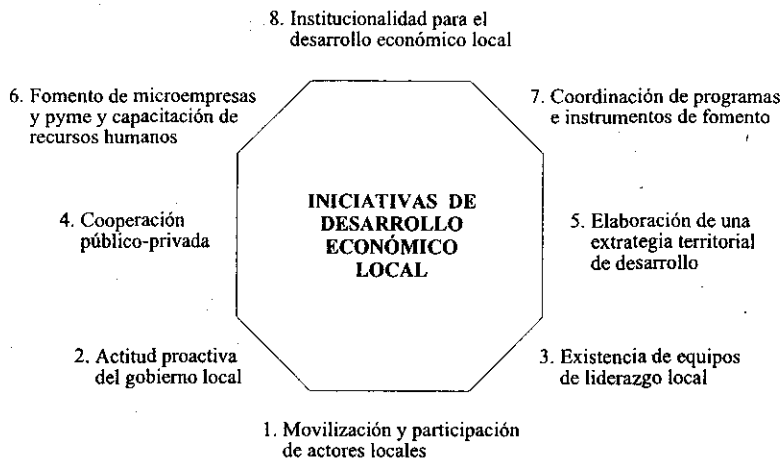 8. Institucionalidad para el
desarrollo económico local
6. Fomento de microempresas
y pyme y capacitación de
recursos humanos
7. Coordinación de programas
e instrumentos de fomento
INICIATIVAS DE
DESARROLLO
ECONÓMICO
LOCAL
4. Cooperación
público-privada
5. Elaboración de una
extrategia territorial
de desarrollo
2. Actitud proactiva
del gobierno local
3. Existencia de equipos
de liderazgo local
1. Movilización y participación
de actores locales